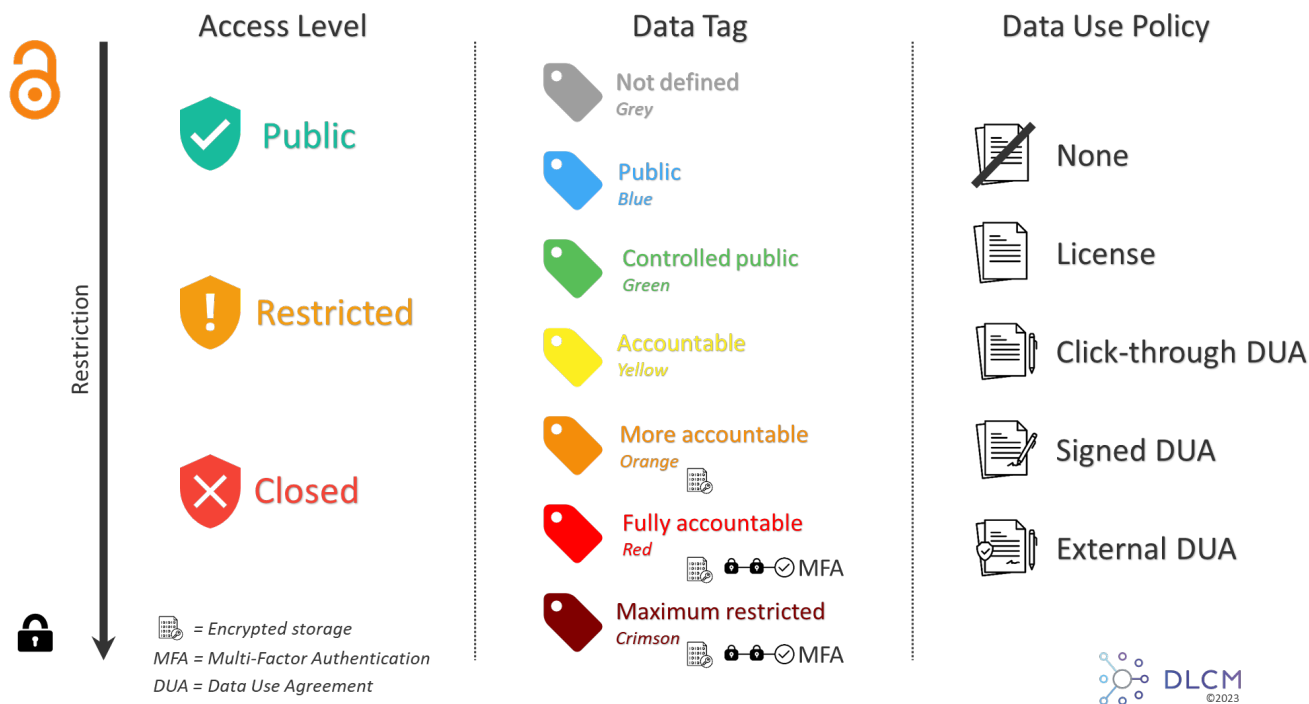 Access Level
Data Tag
Data Use Policy
Restriction
Public
Restricted
Closed
Not defined
Grey
Public
Blue
Controlled public
Green
Accountable
Yellow
More accountable
Orange
Fully accountable
Red
MFA
Maximum restricted
Crimson
MFA
None
License
Click-through DUA
Signed DUA
External DUA
= Encrypted storage
MFA = Multi-Factor Authentication
DUA = Data Use Agreement
DLCM
©2023